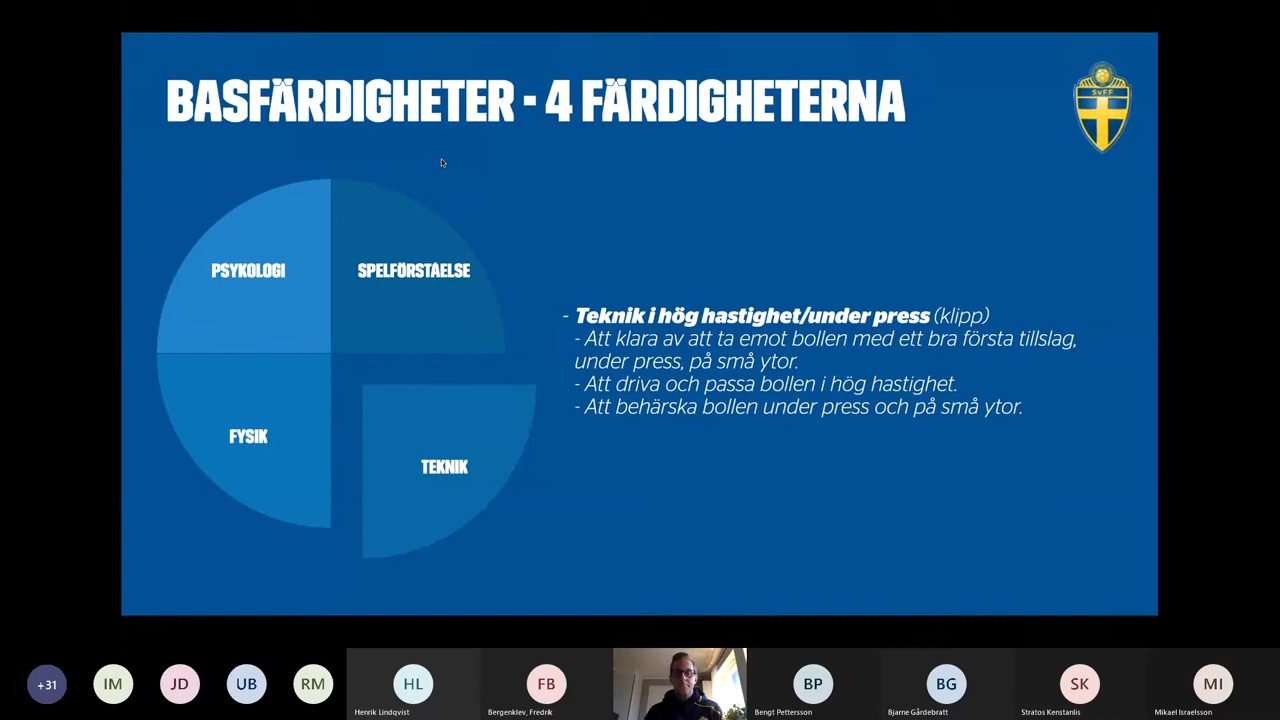 BASFÄRDIGHETER - 4 FÄRDIGHETERNA
SvFF
PSYKOLOGI
SPELFÖRSTÅELSE
FYSIK
TEKNIK
- Teknik i hög hastighet/under press (klipp)
- Att klara av att ta emot bollen med ett bra första tillslag,
under press, på små ytor.
- Att driva och passa bollen i hög hastighet.
- Att behärska bollen under press och på små ytor.
+31
IM
JD
UB
RM
HL
Henrik Lindqvist
FB
Bergenklev, Fredrik
BP
Bengt Pettersson
BG
Bjarne Gårdebratt
SK
Stratos Kenstanlis
MI
Mikael Israelsson